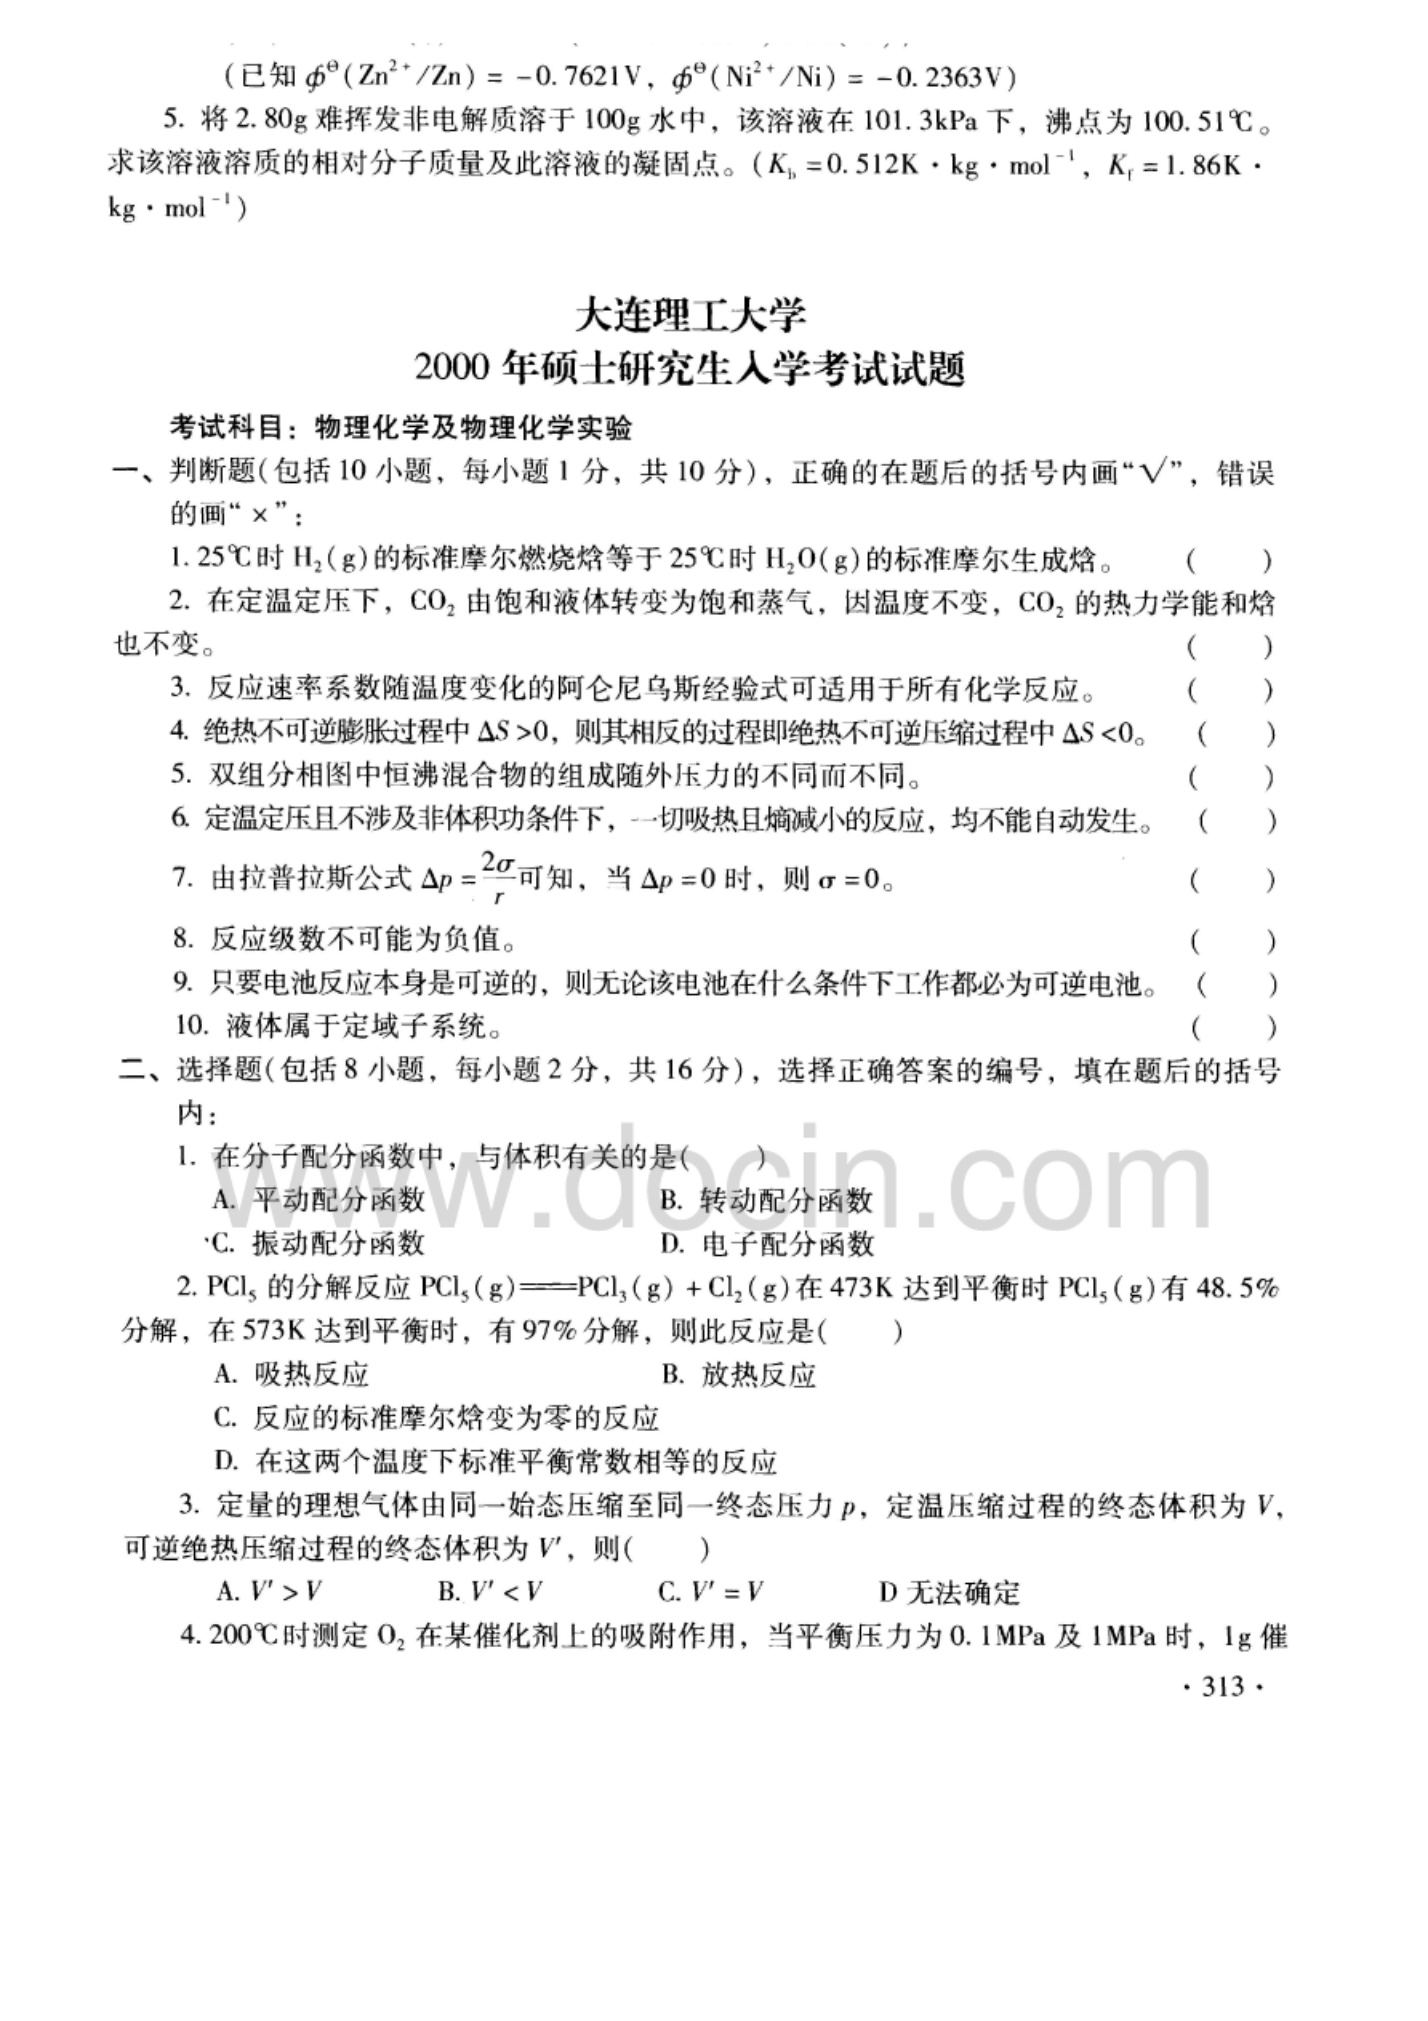 (已知 φ⊖(Zn²⁺/Zn) = -0.7621V, φ⊖(Ni²⁺/Ni) = -0.2363V)
5. 将 2.80g 难挥发非电解质溶于 100g 水中，该溶液在 101.3kPa 下，沸点为 100.51℃。
求该溶液溶质的相对分子质量及此溶液的凝固点。(K_b = 0.512K·kg·mol⁻¹, K_f = 1.86K·
kg·mol⁻¹)
大连理工大学
2000 年硕士研究生入学考试试题
考试科目：物理化学及物理化学实验
一、判断题(包括 10 小题，每小题 1 分，共 10 分)，正确的在题后的括号内画“√”，错误
的画“×”：
1. 25℃时 H₂(g)的标准摩尔燃烧焓等于 25℃时 H₂O(g)的标准摩尔生成焓。 ( )
2. 在定温定压下，CO₂ 由饱和液体转变为饱和蒸气，因温度不变，CO₂ 的热力学能和焓
也不变。 ( )
3. 反应速率系数随温度变化的阿仑尼乌斯经验式可适用于所有化学反应。 ( )
4. 绝热不可逆膨胀过程中 ΔS>0，则其相反的过程即绝热不可逆压缩过程中 ΔS<0。 ( )
5. 双组分相图中恒沸混合物的组成随外压力的不同而不同。 ( )
6. 定温定压且不涉及非体积功条件下，一切吸热且熵减小的反应，均不能自动发生。 ( )
7. 由拉普拉斯公式 Δp = 2σ/r 可知，当 Δp = 0 时，则 σ = 0。 ( )
8. 反应级数不可能为负值。 ( )
9. 只要电池反应本身是可逆的，则无论该电池在什么条件下工作都必为可逆电池。 ( )
10. 液体属于定域子系统。 ( )
二、选择题(包括 8 小题，每小题 2 分，共 16 分)，选择正确答案的编号，填在题后的括号
内：
1. 在分子配分函数中，与体积有关的是( )
A. 平动配分函数 B. 转动配分函数
C. 振动配分函数 D. 电子配分函数
2. PCl₅ 的分解反应 PCl₅(g)══PCl₃(g) + Cl₂(g)在 473K 达到平衡时 PCl₅(g)有 48.5%
分解，在 573K 达到平衡时，有 97% 分解，则此反应是( )
A. 吸热反应 B. 放热反应
C. 反应的标准摩尔焓变为零的反应
D. 在这两个温度下标准平衡常数相等的反应
3. 定量的理想气体由同一始态压缩至同一终态压力 p，定温压缩过程的终态体积为 V，
可逆绝热压缩过程的终态体积为 V′，则( )
A. V′ > V B. V′ < V C. V′ = V D 无法确定
4. 200℃时测定 O₂ 在某催化剂上的吸附作用，当平衡压力为 0.1MPa 及 1MPa 时，1g 催
· 313 ·
www.docin.com